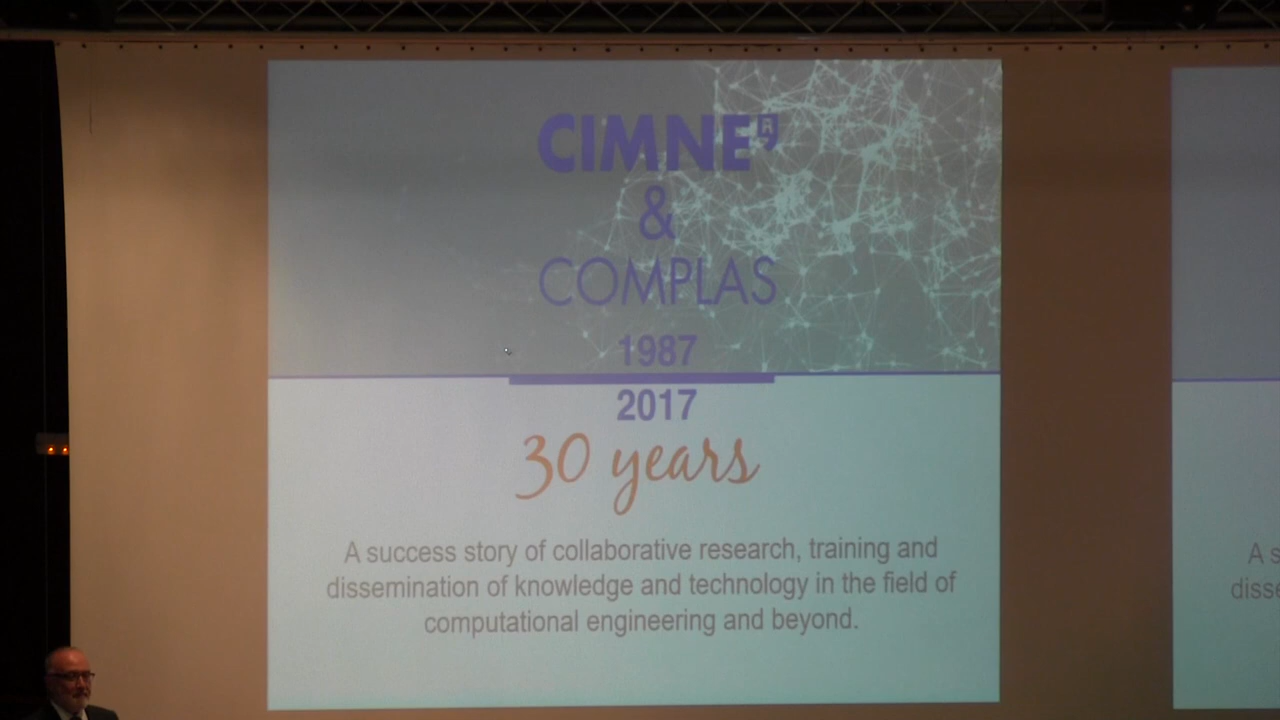 CIMNE
R
&
COMPLAS
1987
2017
30 years
A success story of collaborative research, training and
dissemination of knowledge and technology in the field of
computational engineering and beyond.
A s
disse